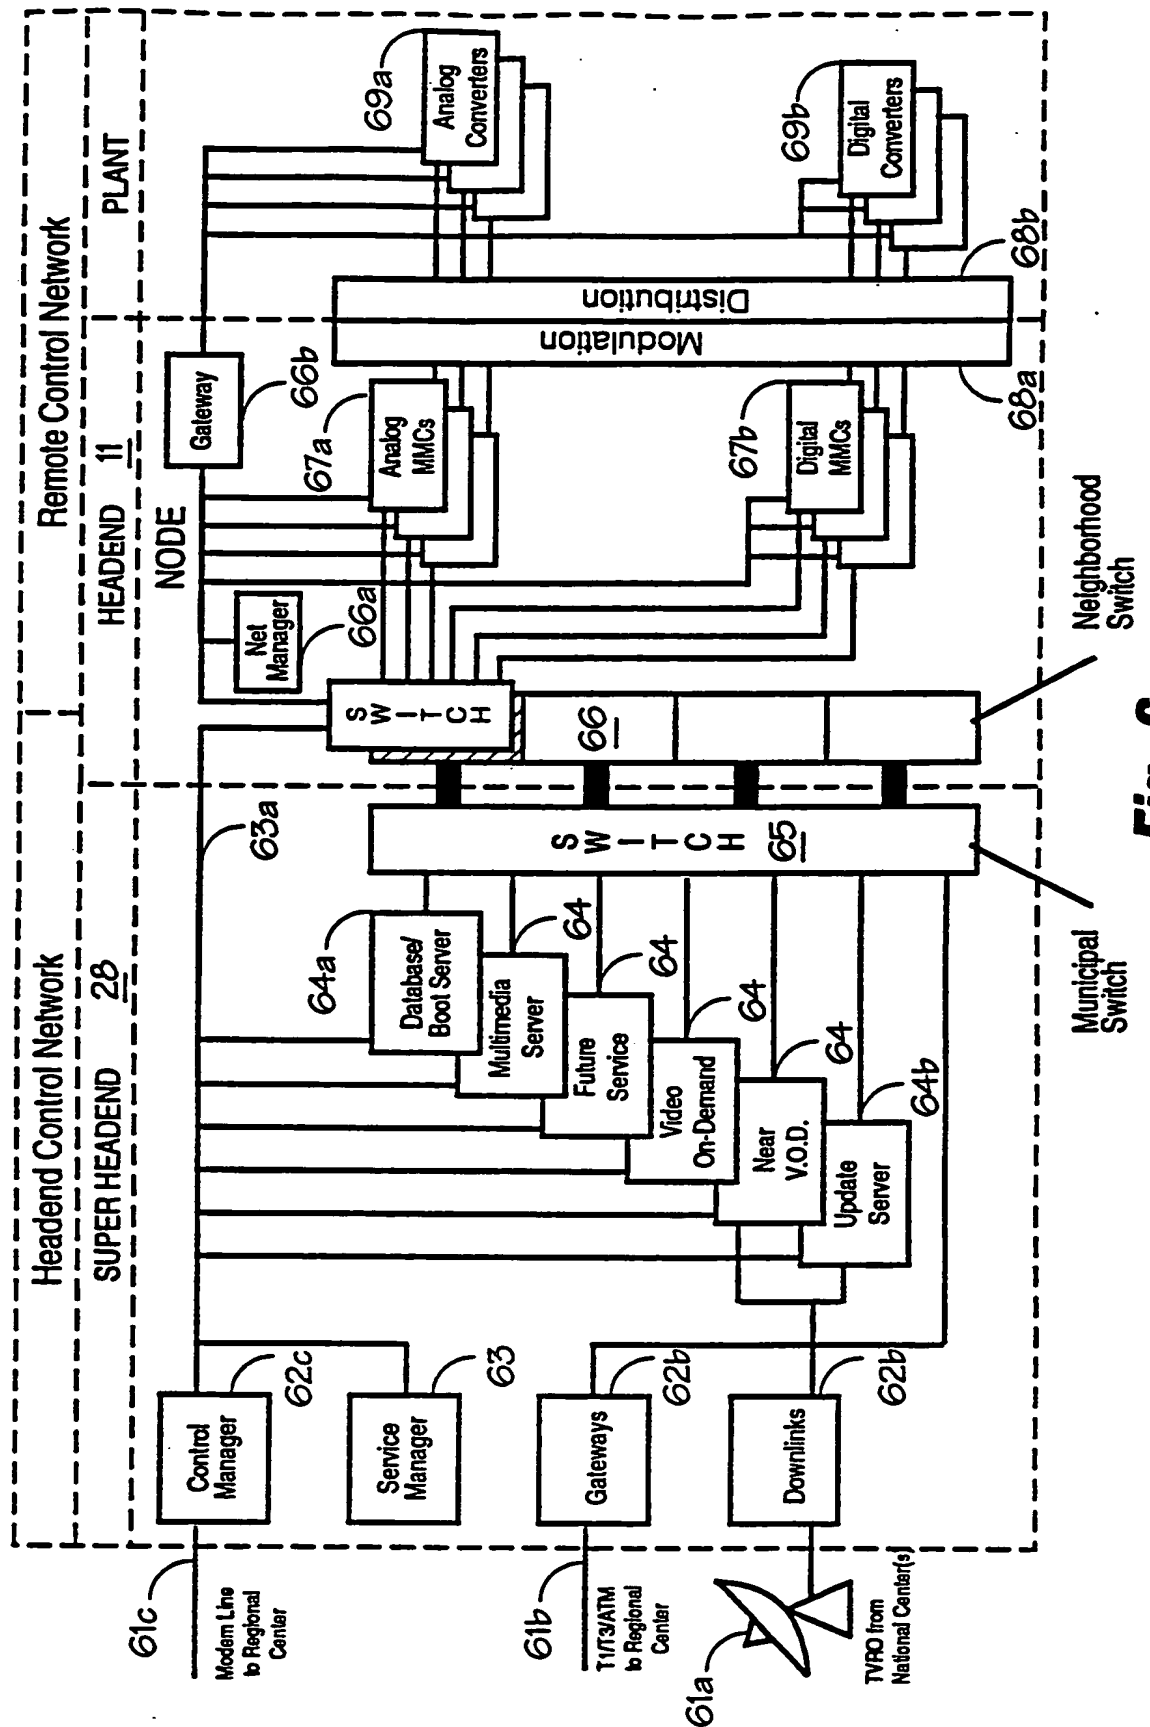 Headend Control Network
Remote Control Network
SUPER HEADEND
28
HEADEND
11
PLANT
NODE
61c
Modem Line
to Regional
Center
Control
Manager
62c
Service
Manager
63
63a
61b
T1/T3/ATM
to Regional
Center
Gateways
62b
61a
TVRO from
National Center(s)
Downlinks
62b
64a
Database/
Boot Server
Multimedia
Server
64
Future
Service
64
Video
On-Demand
64
Near
V.O.D.
64
Update
Server
64b
SWITCH
65
Municipal
Switch
SWITCH
66
Neighborhood
Switch
Net
Manager
66a
Gateway
66b
67a
Analog
MMCs
67b
Digital
MMCs
Modulation
68a
Distribution
68b
69a
Analog
Converters
69b
Digital
Converters